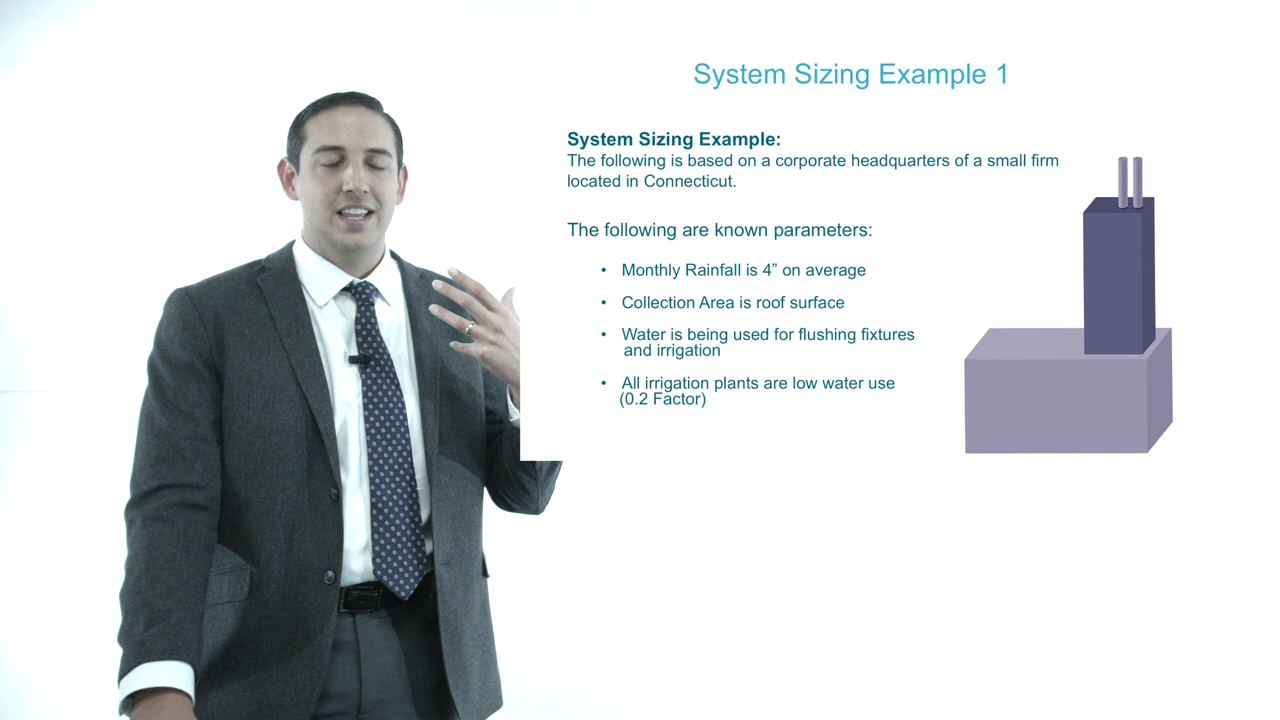 System Sizing Example 1
System Sizing Example:
The following is based on a corporate headquarters of a small firm
located in Connecticut.
The following are known parameters:
• Monthly Rainfall is 4” on average
• Collection Area is roof surface
• Water is being used for flushing fixtures
and irrigation
• All irrigation plants are low water use
(0.2 Factor)